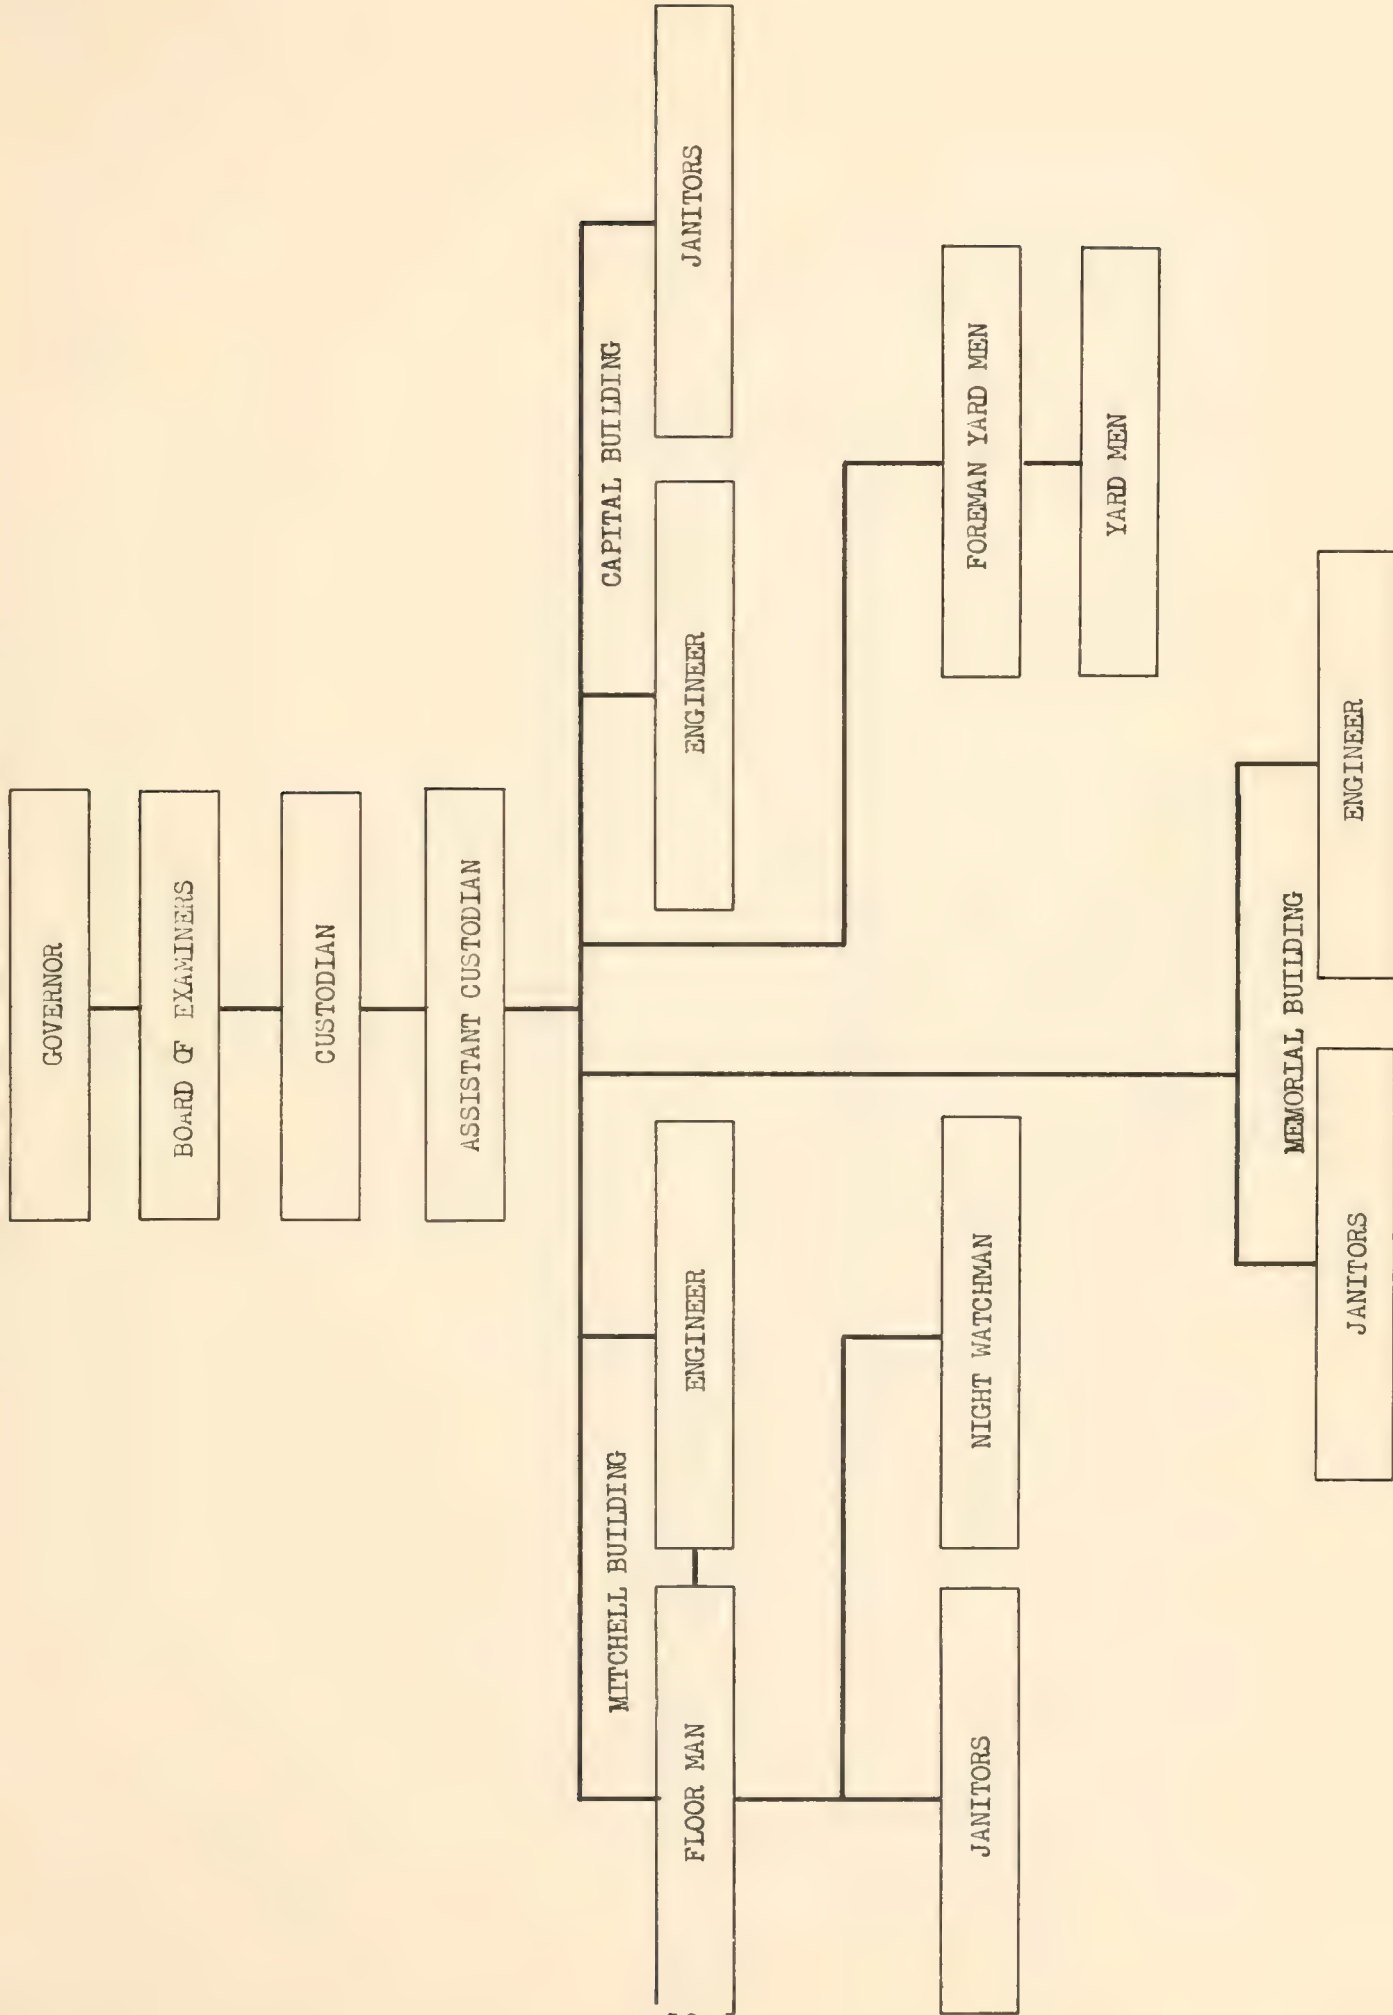 GOVERNOR
BOARD OF EXAMINERS
CUSTODIAN
ASSISTANT CUSTODIAN
MITCHELL BUILDING
CAPITAL BUILDING
FLOOR MAN
ENGINEER
ENGINEER
JANITORS
JANITORS
NIGHT WATCHMAN
FOREMAN YARD MEN
YARD MEN
MEMORIAL BUILDING
JANITORS
ENGINEER